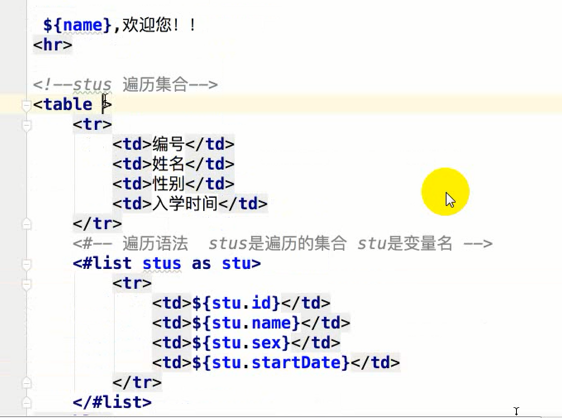 ${name},欢迎您！！
<hr>
<!--stus 遍历集合-->
<table >
<tr>
<td>编号</td>
<td>姓名</td>
<td>性别</td>
<td>入学时间</td>
</tr>
<#-- 遍历语法  stus是遍历的集合 stu是变量名 -->
<#list stus as stu>
<tr>
<td>${stu.id}</td>
<td>${stu.name}</td>
<td>${stu.sex}</td>
<td>${stu.startDate}</td>
</tr>
</#list>